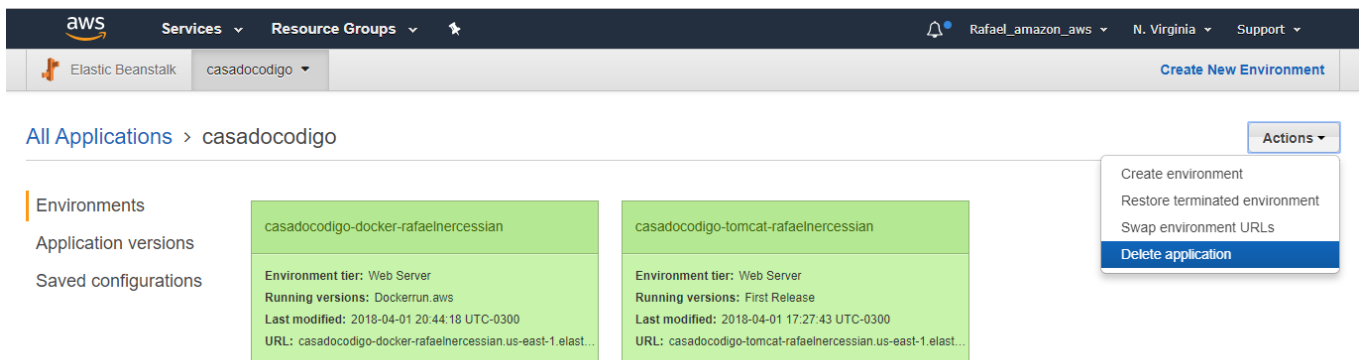 aws Services Resource Groups Rafael_amazon_aws N. Virginia Support
Elastic Beanstalk casadocodigo Create New Environment
All Applications > casadocodigo Actions
Create environment
Restore terminated environment
Swap environment URLs
Delete application
Environments
Application versions
Saved configurations
casadocodigo-docker-rafaelnercessian
Environment tier: Web Server
Running versions: Dockerrun.aws
Last modified: 2018-04-01 20:44:18 UTC-0300
URL: casadocodigo-docker-rafaelnercessian.us-east-1.elast...
casadocodigo-tomcat-rafaelnercessian
Environment tier: Web Server
Running versions: First Release
Last modified: 2018-04-01 17:27:43 UTC-0300
URL: casadocodigo-tomcat-rafaelnercessian.us-east-1.elast...